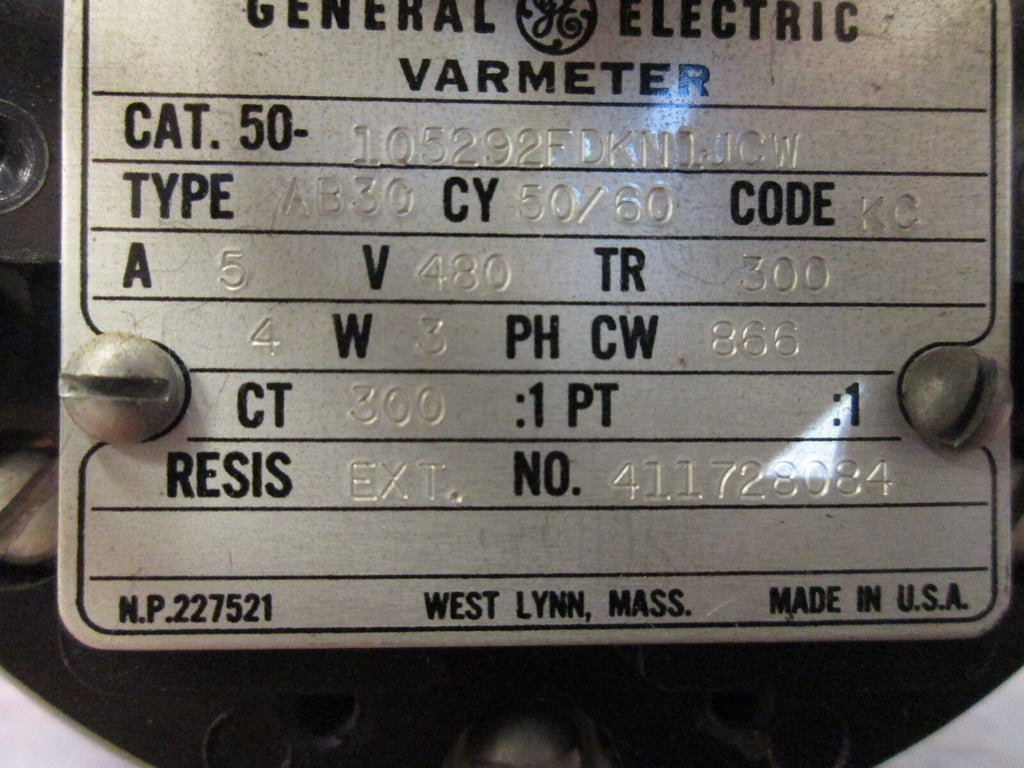 GENERAL GE ELECTRIC
VARMETER
CAT. 50- 105292FDKN1JCW
TYPE AB30 CY 50/60 CODE KC
A 5 V 480 TR 300
4 W 3 PH CW 866
CT 300 :1 PT :1
RESIS EXT. NO. 411728084
N.P.227521 WEST LYNN, MASS. MADE IN U.S.A.